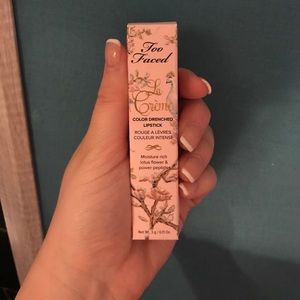 Too
Faced
La
Crème
COLOR DRENCHED
LIPSTICK
ROUGE À LÈVRES
COULEUR INTENSE
Moisture rich
lotus flower &
power peptides
Net Wt. 3 g / 0.11 Oz.